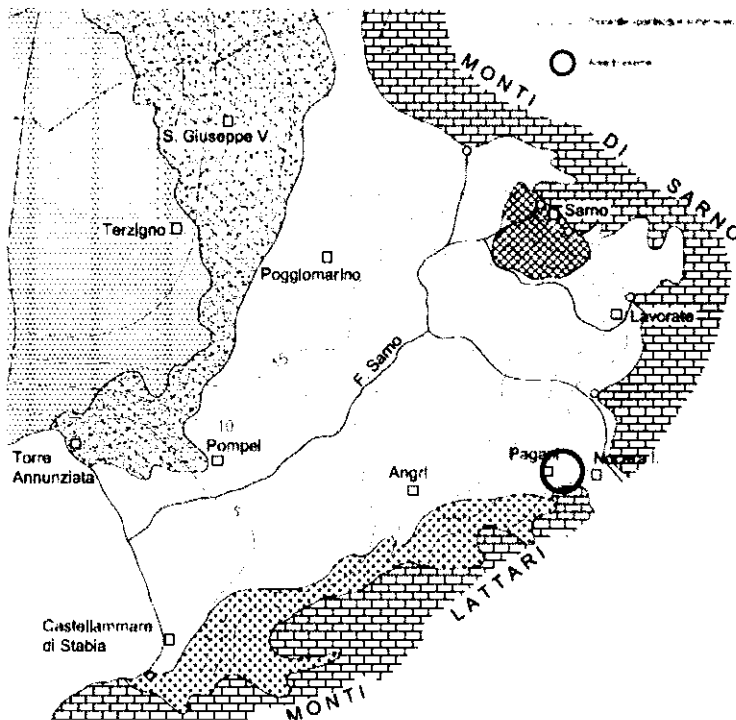 MONTI
DI
SARNO
S. Giuseppe V.
Sarno
Terzigno
Poggiomarino
Lavorate
F. Sarno
15
10
Pompei
Torre
Annunziata
Angri
Pagani
5
LATTARI
Castellammare
di Stabia
MONTI